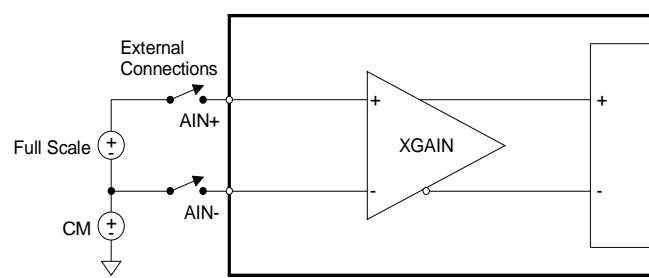 External
Connections
AIN+
Full Scale
+
-
AIN-
CM
+
-
+
-
XGAIN
+
-